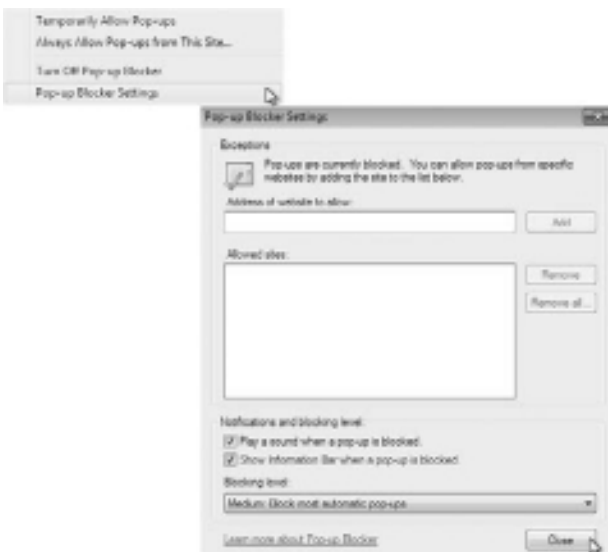 Temporarily Allow Pop-ups
Always Allow Pop-ups from This Site...
Turn Off Pop-up Blocker
Pop-up Blocker Settings
Pop-up Blocker Settings
Exceptions
Pop-ups are currently blocked. You can allow pop-ups from specific
websites by adding the site to the list below.
Address of website to allow:
Add
Allowed sites:
Remove
Remove all...
Notifications and blocking level:
Play a sound when a pop-up is blocked.
Show Information Bar when a pop-up is blocked.
Blocking level:
Medium: Block most automatic pop-ups
Learn more about Pop-up Blocker
Close